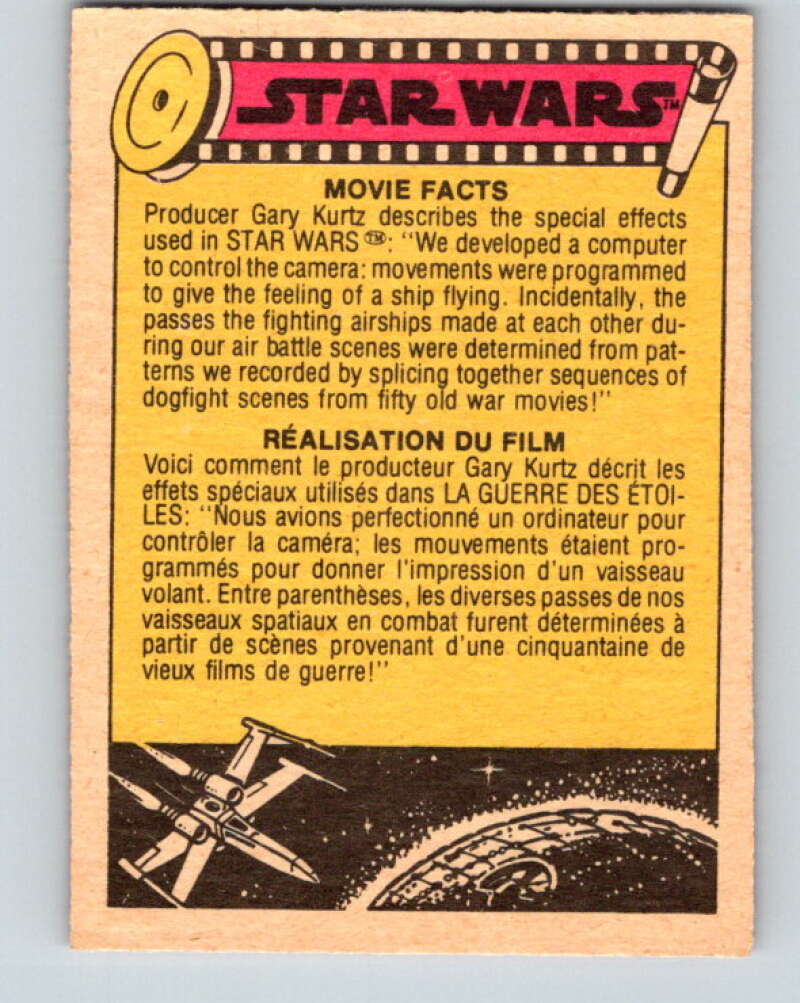 STAR WARS™
MOVIE FACTS
Producer Gary Kurtz describes the special effects
used in STAR WARS™: “We developed a computer
to control the camera: movements were programmed
to give the feeling of a ship flying. Incidentally, the
passes the fighting airships made at each other du-
ring our air battle scenes were determined from pat-
terns we recorded by splicing together sequences of
dogfight scenes from fifty old war movies!”
RÉALISATION DU FILM
Voici comment le producteur Gary Kurtz décrit les
effets spéciaux utilisés dans LA GUERRE DES ÉTOI-
LES: “Nous avions perfectionné un ordinateur pour
contrôler la caméra; les mouvements étaient pro-
grammés pour donner l'impression d'un vaisseau
volant. Entre parenthèses, les diverses passes de nos
vaisseaux spatiaux en combat furent déterminées à
partir de scènes provenant d'une cinquantaine de
vieux films de guerre!”